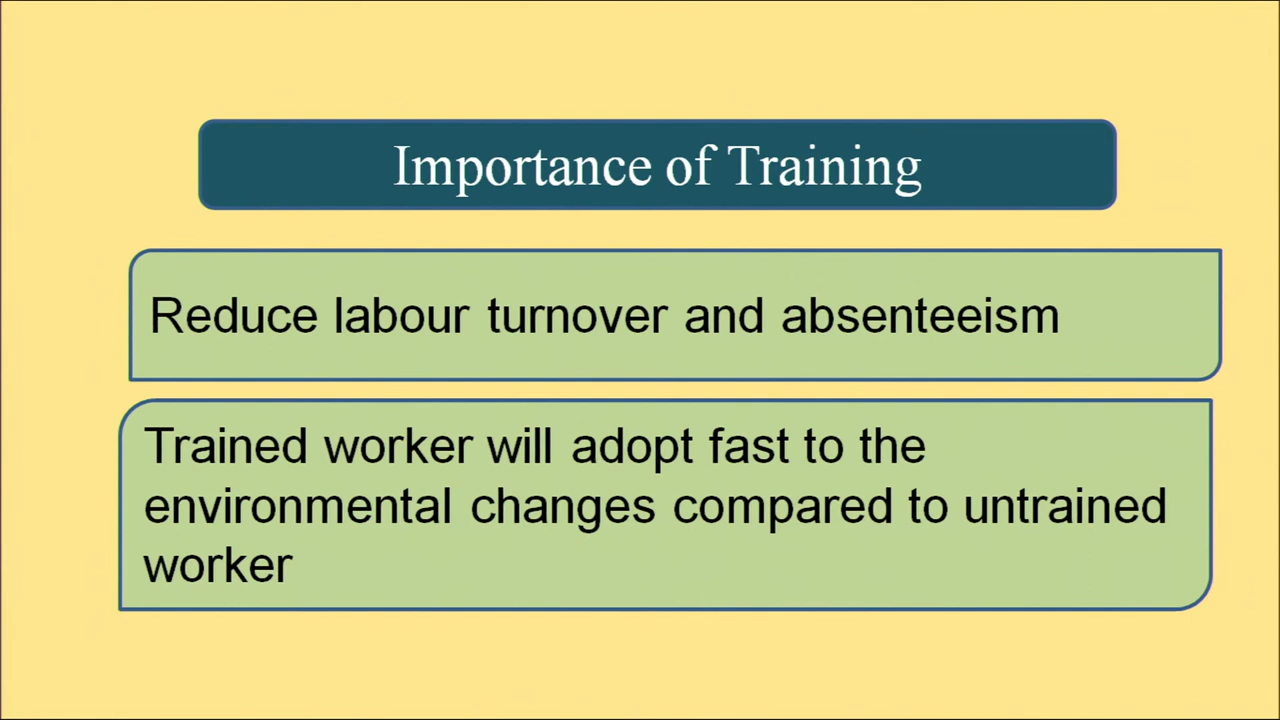 Importance of Training
Reduce labour turnover and absenteeism
Trained worker will adopt fast to the
environmental changes compared to untrained
worker